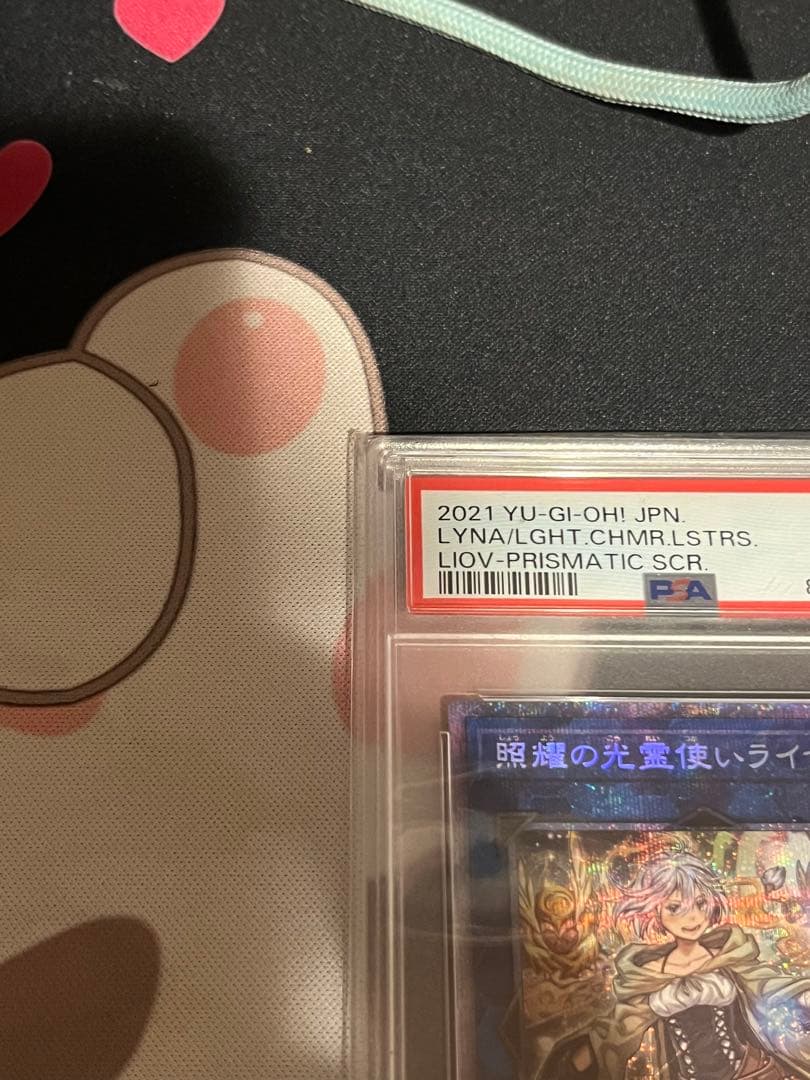 2021 YU-GI-OH! JPN.
LYNA/LGHT.CHMR.LSTRS.
LIOV-PRISMATIC SCR.
PSA
照耀の光霊使いライ